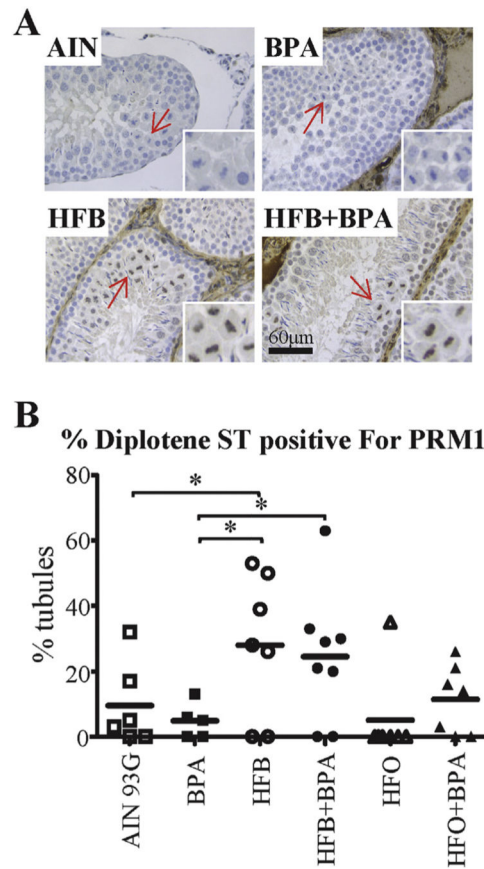 A
AIN
BPA
HFB
HFB+BPA
60μm
B
% Diplotene ST positive For PRM1
% tubules
80
60
40
20
0
*
*
*
AIN 93G
BPA
HFB
HFB+BPA
HFO
HFO+BPA